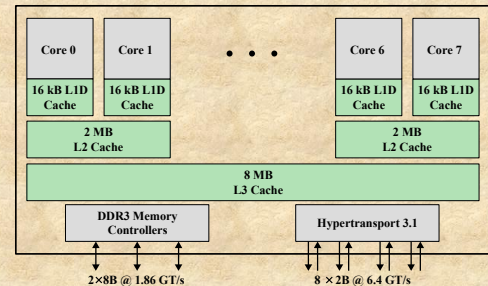 Core 0
Core 1
• • •
Core 6
Core 7
16 kB L1D
Cache
16 kB L1D
Cache
16 kB L1D
Cache
16 kB L1D
Cache
2 MB
L2 Cache
2 MB
L2 Cache
8 MB
L3 Cache
DDR3 Memory
Controllers
Hypertransport 3.1
2×8B @ 1.86 GT/s
8 ×2B @ 6.4 GT/s